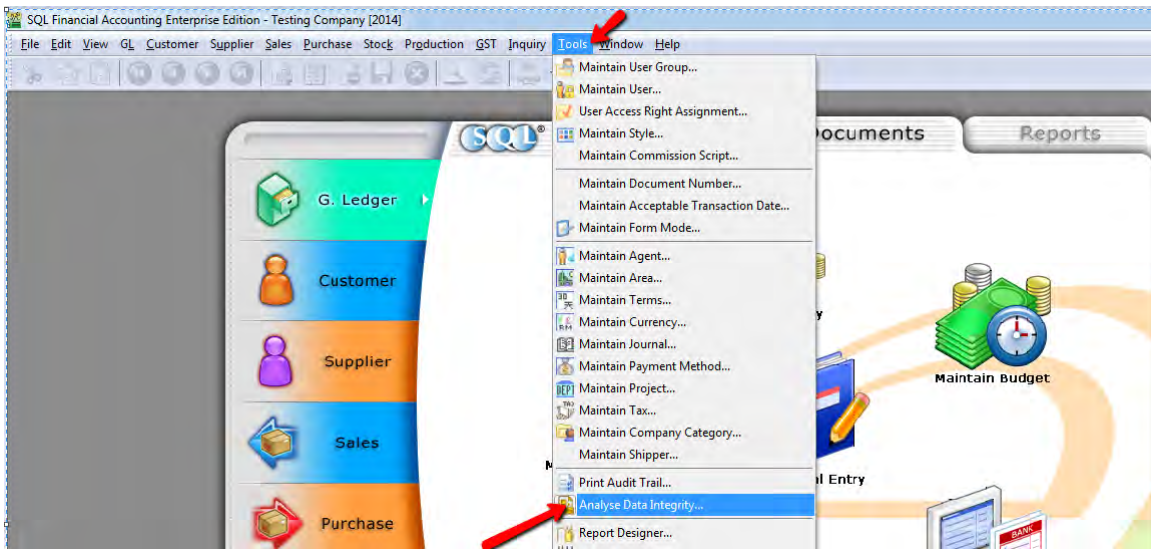 SQL Financial Accounting Enterprise Edition - Testing Company [2014]
File Edit View GL Customer Supplier Sales Purchase Stock Production GST Inquiry Tools Window Help
Maintain User Group...
Maintain User...
User Access Right Assignment...
Maintain Style...
Maintain Commission Script...
Maintain Document Number...
Maintain Acceptable Transaction Date...
Maintain Form Mode...
Maintain Agent...
Maintain Area...
Maintain Terms...
Maintain Currency...
Maintain Journal...
Maintain Payment Method...
Maintain Project...
Maintain Tax...
Maintain Company Category...
Maintain Shipper...
Print Audit Trail...
Analyse Data Integrity...
Report Designer...
SQL®
Documents
Reports
G. Ledger
Customer
Supplier
Sales
Purchase
Maintain Budget
Entry
BANK